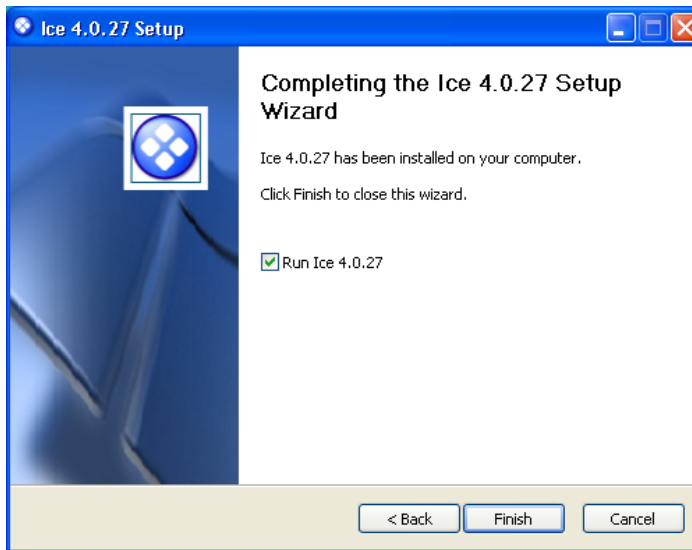 Ice 4.0.27 Setup
Completing the Ice 4.0.27 Setup
Wizard
Ice 4.0.27 has been installed on your computer.
Click Finish to close this wizard.
Run Ice 4.0.27
< Back
Finish
Cancel